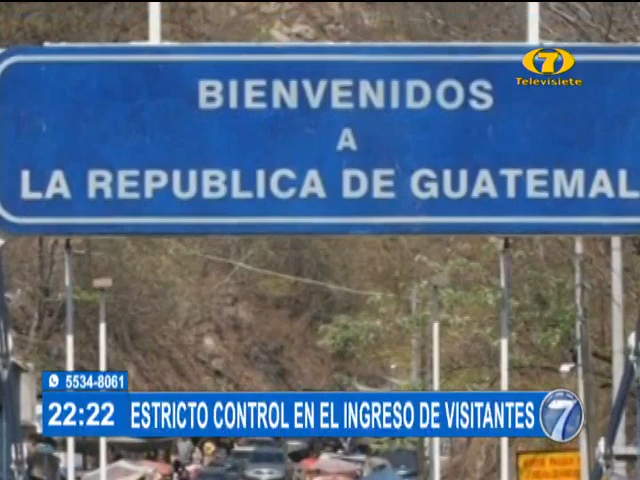 7
Televisiete
BIENVENIDOS
A
LA REPUBLICA DE GUATEMAL
5534-8061
22:22 ESTRICTO CONTROL EN EL INGRESO DE VISITANTES 7